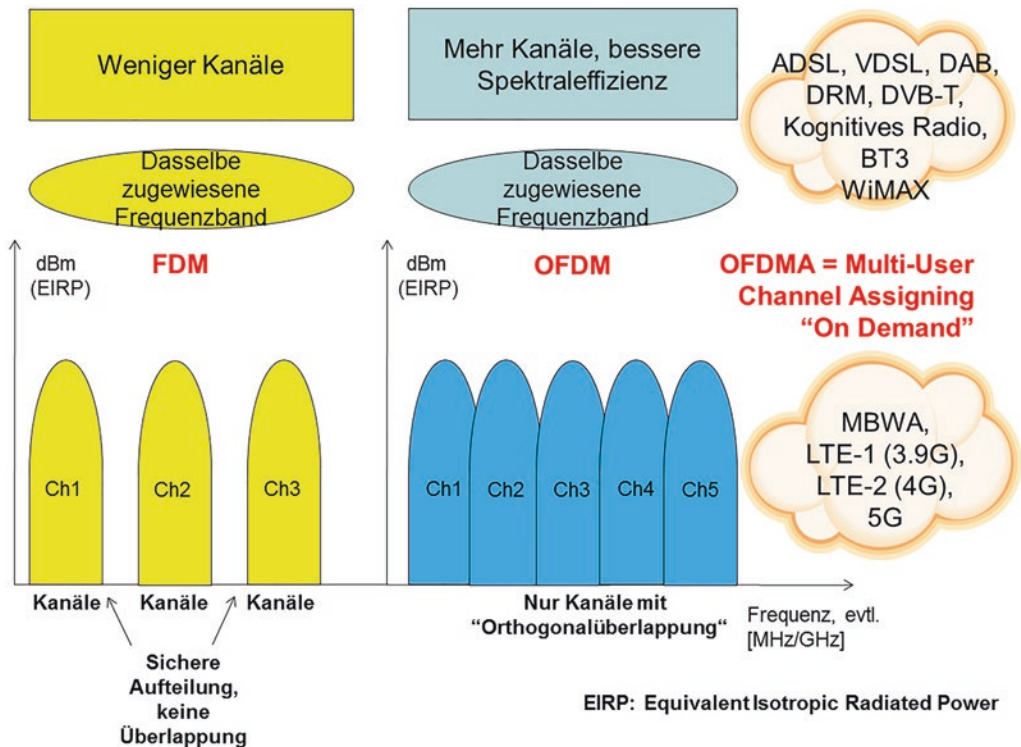 Weniger Kanäle
Mehr Kanäle, bessere
Spektraleffizienz
ADSL, VDSL, DAB,
DRM, DVB-T,
Kognitives Radio,
BT3
WiMAX
Dasselbe
zugewiesene
Frequenzband
Dasselbe
zugewiesene
Frequenzband
dBm
(EIRP)
FDM
dBm
(EIRP)
OFDM
OFDMA = Multi-User
Channel Assigning
“On Demand”
Ch1
Ch2
Ch3
Ch1
Ch2
Ch3
Ch4
Ch5
MBWA,
LTE-1 (3.9G),
LTE-2 (4G),
5G
Kanäle
Kanäle
Kanäle
Nur Kanäle mit
“Orthogonalüberlappung“
Frequenz, evtl.
[MHz/GHz]
Sichere
Aufteilung,
keine
Überlappung
EIRP: Equivalent Isotropic Radiated Power